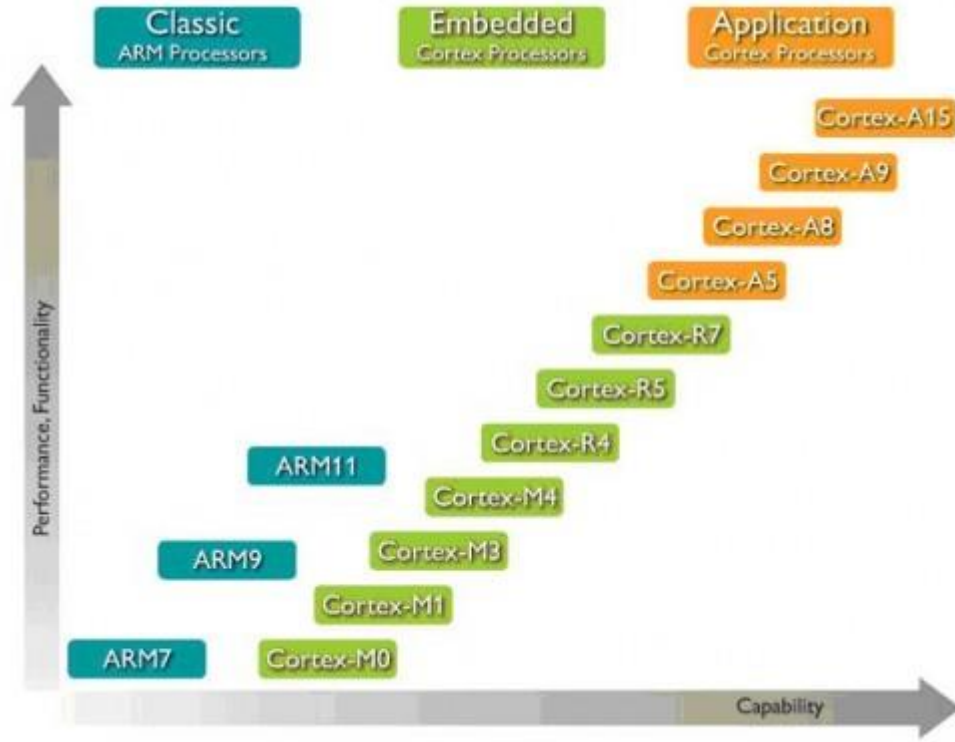 Classic
ARM Processors
Embedded
Cortex Processors
Application
Cortex Processors
Cortex-A15
Cortex-A9
Cortex-A8
Cortex-A5
Cortex-R7
Cortex-R5
Cortex-R4
ARM11
Cortex-M4
Cortex-M3
ARM9
Cortex-M1
ARM7
Cortex-M0
Performance, Functionality
Capability